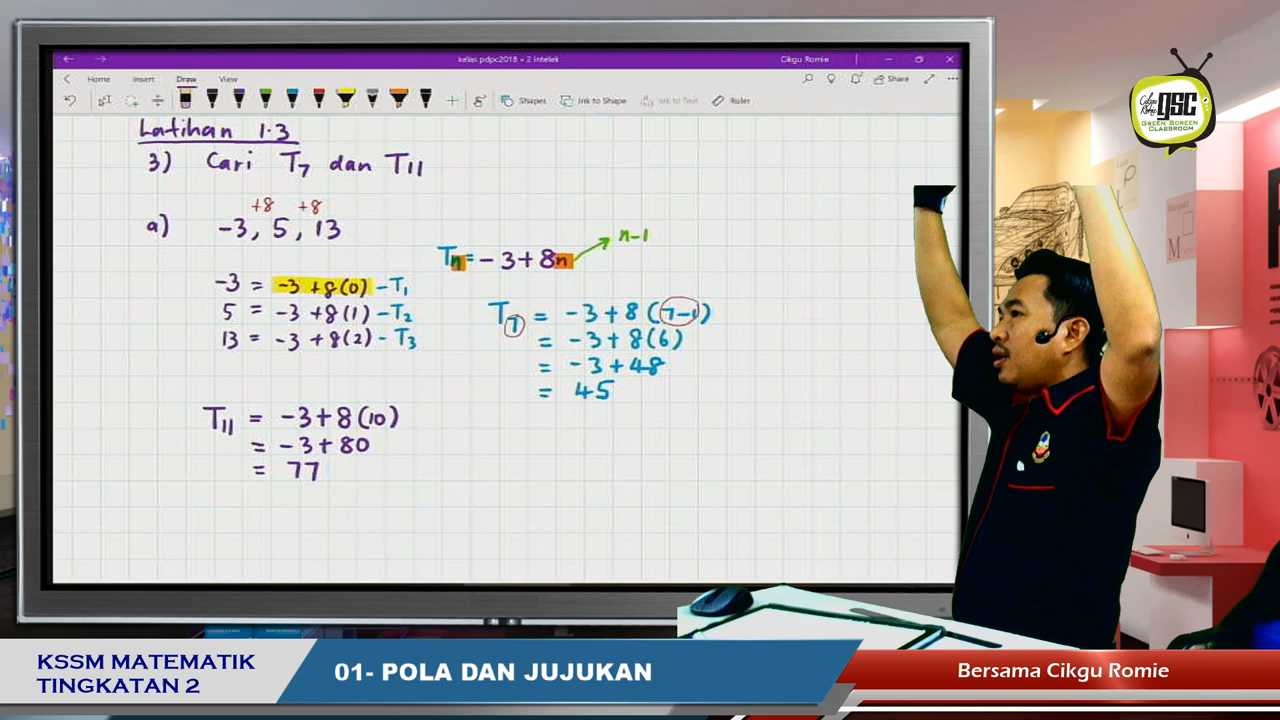 kelas pdpc2018 » 2 intelek
Cikgu Romie
Home Insert Draw View
Share
Shapes Ink to Shape Ink to Text Ruler
Latihan 1.3
3) Cari T7 dan T11
+8 +8
a) -3, 5, 13
n-1
Tn = -3+8n
-3 = -3+8(0) - T1
5 = -3+8(1) - T2
13 = -3+8(2) - T3
T7 = -3+8(7-1)
= -3+8(6)
= -3+48
= 45
T11 = -3+8(10)
= -3+80
= 77
Cikgu Romie GSC
GREEN SCREEN
CLASSROOM
KSSM MATEMATIK
TINGKATAN 2
01- POLA DAN JUJUKAN
Bersama Cikgu Romie